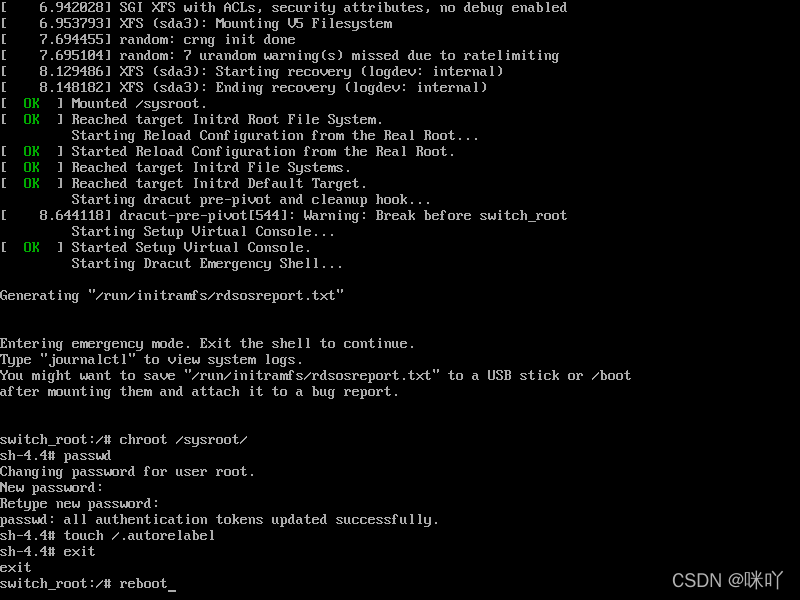 [    6.942028] SGI XFS with ACLs, security attributes, no debug enabled
[    6.953793] XFS (sda3): Mounting V5 Filesystem
[    7.694455] random: crng init done
[    7.695104] random: 7 urandom warning(s) missed due to ratelimiting
[    8.129486] XFS (sda3): Starting recovery (logdev: internal)
[    8.148182] XFS (sda3): Ending recovery (logdev: internal)
[  OK  ] Mounted /sysroot.
[  OK  ] Reached target Initrd Root File System.
         Starting Reload Configuration from the Real Root...
[  OK  ] Started Reload Configuration from the Real Root.
[  OK  ] Reached target Initrd File Systems.
[  OK  ] Reached target Initrd Default Target.
         Starting dracut pre-pivot and cleanup hook...
[    8.644118] dracut-pre-pivot[544]: Warning: Break before switch_root
         Starting Setup Virtual Console...
[  OK  ] Started Setup Virtual Console.
         Starting Dracut Emergency Shell...
Generating "/run/initramfs/rdsosreport.txt"
Entering emergency mode. Exit the shell to continue.
Type "journalctl" to view system logs.
You might want to save "/run/initramfs/rdsosreport.txt" to a USB stick or /boot
after mounting them and attach it to a bug report.
switch_root:/# chroot /sysroot/
sh-4.4# passwd
Changing password for user root.
New password:
Retype new password:
passwd: all authentication tokens updated successfully.
sh-4.4# touch /.autorelabel
sh-4.4# exit
exit
switch_root:/# reboot_
CSDN @咪吖